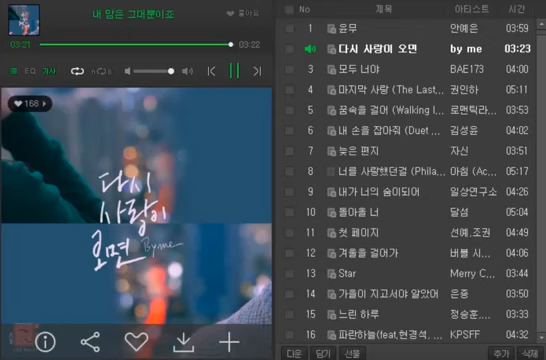 내 맘은 그대뿐이죠
좋아요
03:21
03:22
EQ 가사
168
다시
사랑이
오면
By me
No 제목 아티스트 시간
1 윤무 안예은 03:59
다시 사랑이 오면 by me 03:23
3 모두 너야 BAE173 04:00
4 마지막 사랑 (The Last,... 권인하 05:11
5 꿈속을 걸어 (Walking I... 로맨틱라... 03:53
6 내 손을 잡아줘 (Duet ... 김성윤 04:02
7 늦은 편지 자신 03:51
8 너를 사랑했던걸 (Phila... 아침 (Ac... 05:17
9 내가 너의 숨이되어 일상연구소 04:26
10 돌아올 너 달섬 05:04
11 첫 페이지 선예,조권 04:49
12 겨울을 걸어가 버블 시... 04:06
13 Star Merry C... 03:44
14 가을이 지고서야 알았어 은중 03:50
15 느린 하루 정승훈.... 03:33
16 파란하늘(feat,현경석. ... KPSFF 04:32
다운 담기 선물 추가 삭제